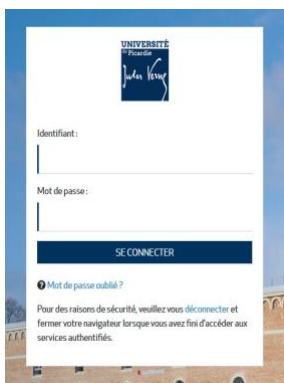 UNIVERSITÉ
de Picardie
Jules Verne
Identifiant :
Mot de passe :
SE CONNECTER
Mot de passe oublié ?
Pour des raisons de sécurité, veuillez vous déconnecter et
fermer votre navigateur lorsque vous avez fini d'accéder aux
services authentifiés.